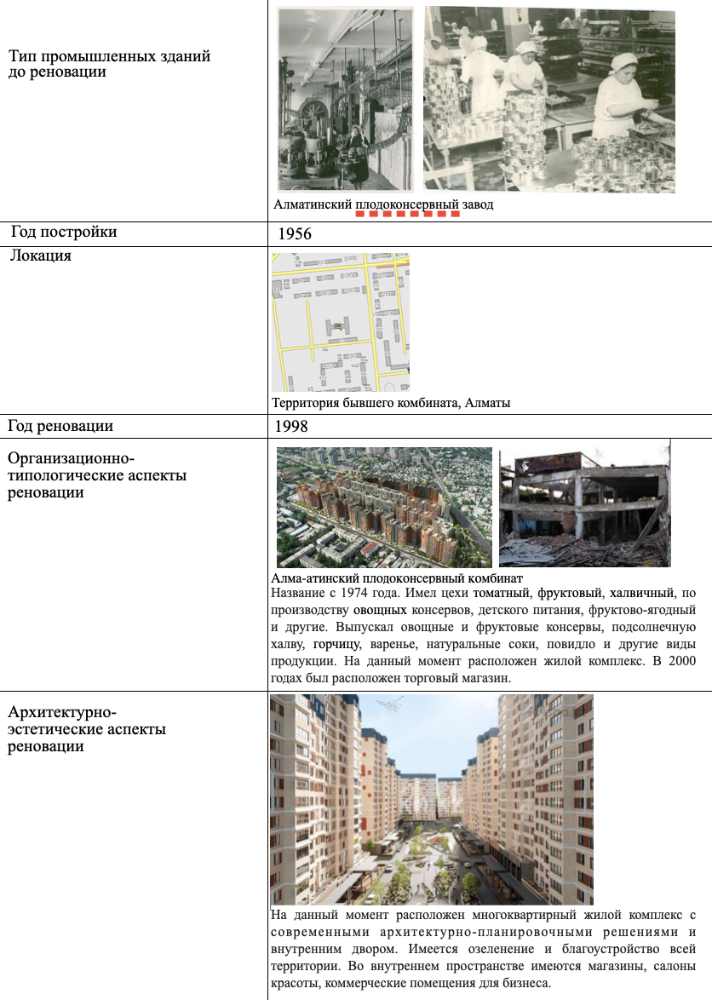 Тип промышленных зданий
до реновации
Алматинский плодоконсервный завод
Год постройки
1956
Локация
Территория бывшего комбината, Алматы
Год реновации
1998
Организационно-
типологические аспекты
реновации
Алма-атинский плодоконсервный комбинат
Название с 1974 года. Имел цехи томатный, фруктовый, халвичный, по
производству овощных консервов, детского питания, фруктово-ягодный
и другие. Выпускал овощные и фруктовые консервы, подсолнечную
халву, горчицу, варенье, натуральные соки, повидло и другие виды
продукции. На данный момент расположен жилой комплекс. В 2000
годах был расположен торговый магазин.
Архитектурно-
эстетические аспекты
реновации
На данный момент расположен многоквартирный жилой комплекс с
современными архитектурно-планировочными решениями и
внутренним двором. Имеется озеленение и благоустройство всей
территории. Во внутреннем пространстве имеются магазины, салоны
красоты, коммерческие помещения для бизнеса.